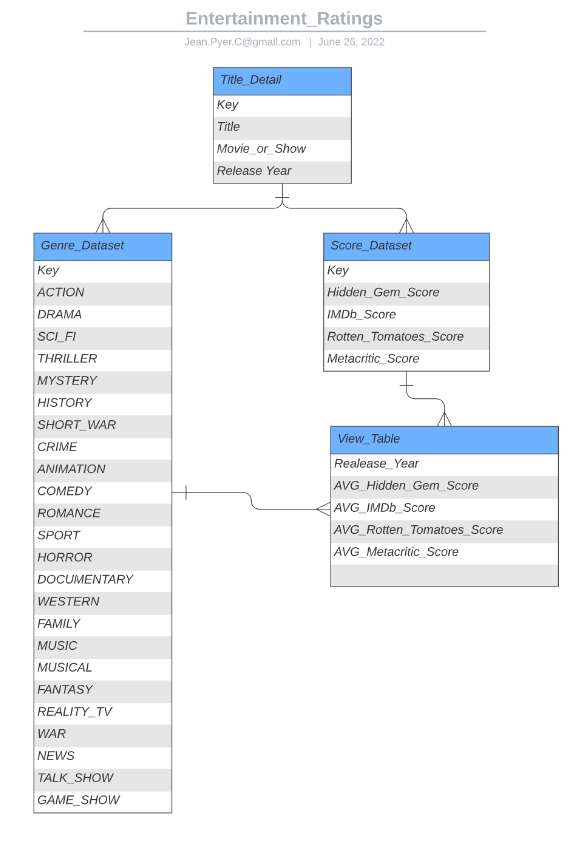 Entertainment_Ratings
Jean.Pyer.C@gmail.com | June 26, 2022
Title_Detail
Key
Title
Movie_or_Show
Release Year
Genre_Dataset
Key
ACTION
DRAMA
SCI_FI
THRILLER
MYSTERY
HISTORY
SHORT_WAR
CRIME
ANIMATION
COMEDY
ROMANCE
SPORT
HORROR
DOCUMENTARY
WESTERN
FAMILY
MUSIC
MUSICAL
FANTASY
REALITY_TV
WAR
NEWS
TALK_SHOW
GAME_SHOW
Score_Dataset
Key
Hidden_Gem_Score
IMDb_Score
Rotten_Tomatoes_Score
Metacritic_Score
View_Table
Realease_Year
AVG_Hidden_Gem_Score
AVG_IMDb_Score
AVG_Rotten_Tomatoes_Score
AVG_Metacritic_Score